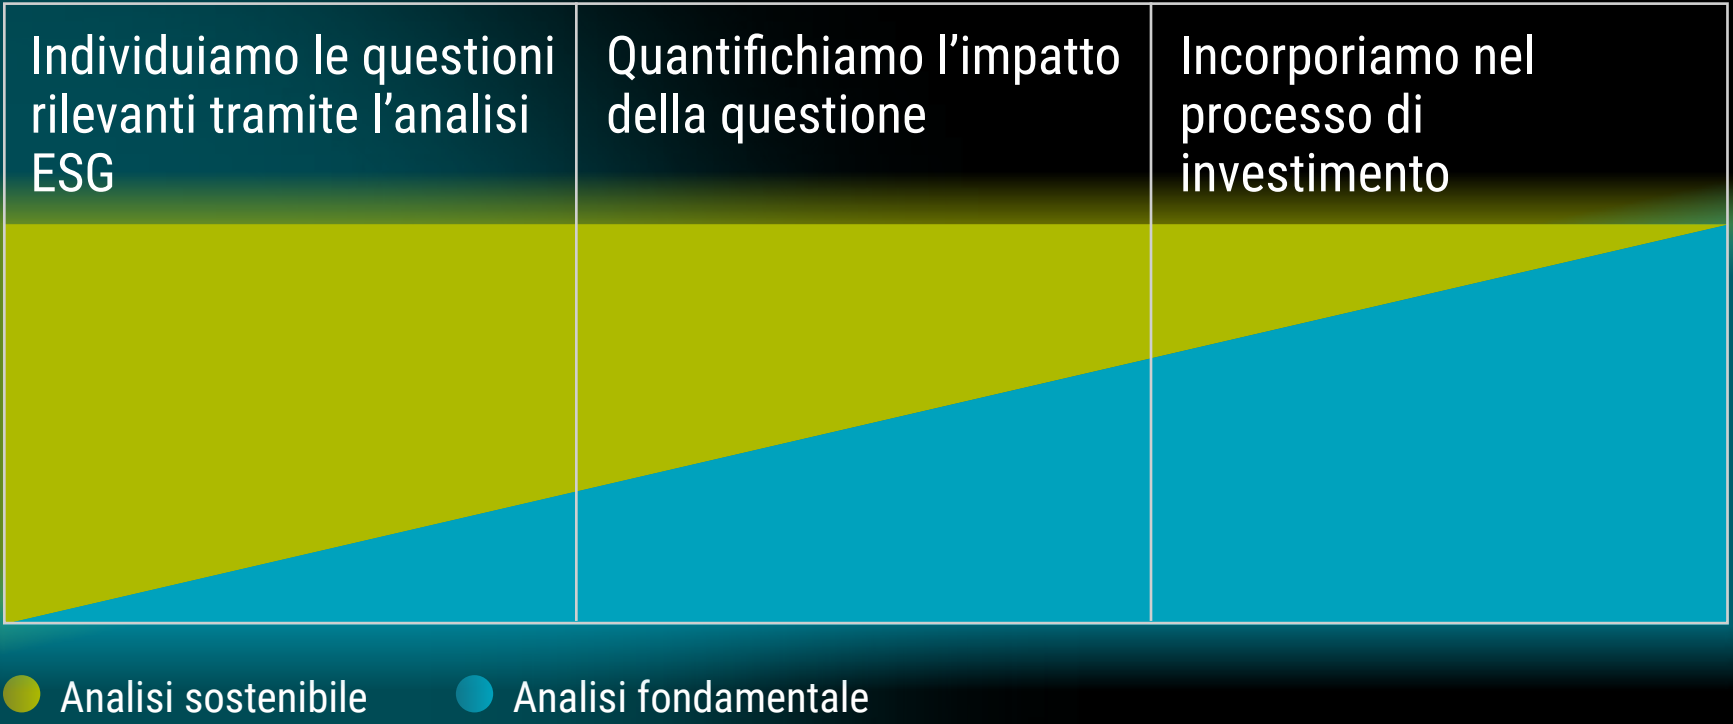 Individuiamo le questioni
rilevanti tramite l’analisi
ESG
Quantifichiamo l’impatto
della questione
Incorporiamo nel
processo di
investimento
Analisi sostenibile
Analisi fondamentale